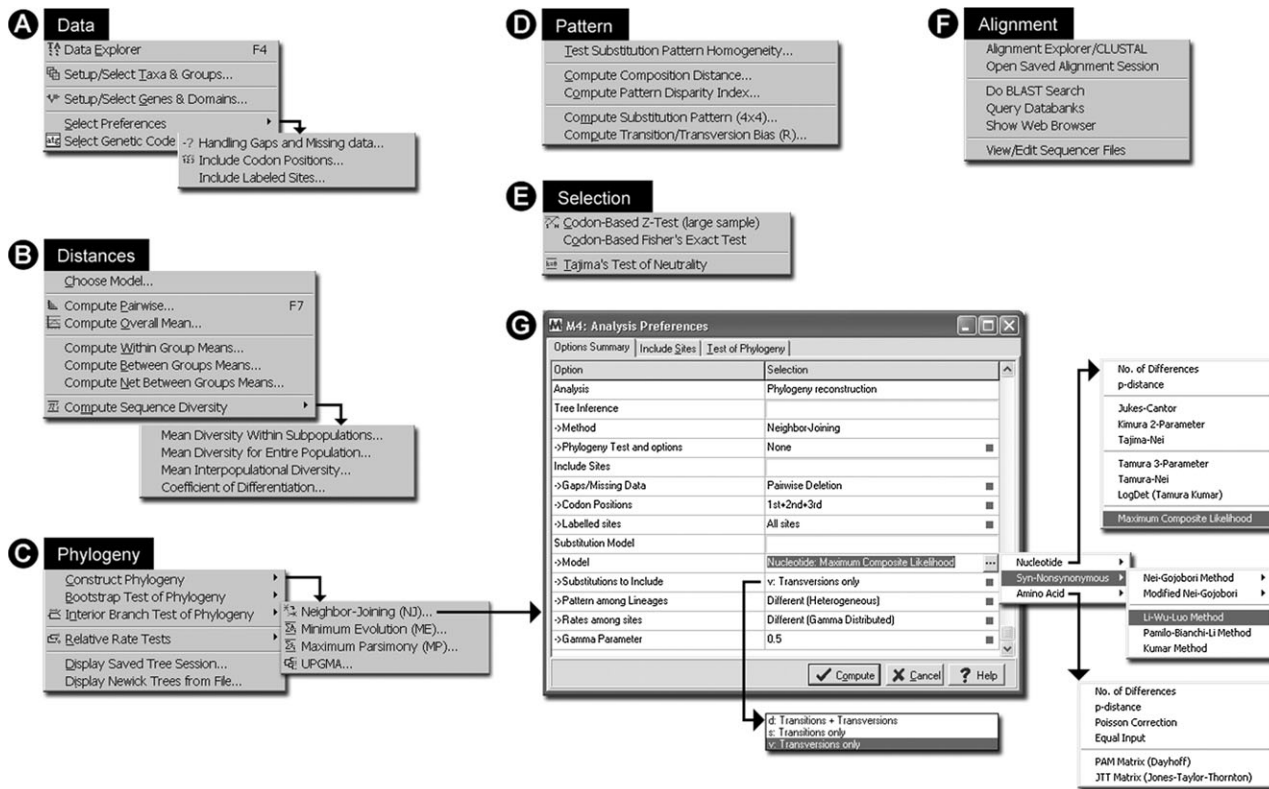 A Data
Data Explorer F4
Setup/Select Taxa & Groups...
Setup/Select Genes & Domains...
Select Preferences
Select Genetic Code
-? Handling Gaps and Missing data...
Include Codon Positions...
Include Labeled Sites...
B Distances
Choose Model...
Compute Pairwise... F7
Compute Overall Mean...
Compute Within Group Means...
Compute Between Groups Means...
Compute Net Between Groups Means...
Compute Sequence Diversity
Mean Diversity Within Subpopulations...
Mean Diversity for Entire Population...
Mean Interpopulational Diversity...
Coefficient of Differentiation...
C Phylogeny
Construct Phylogeny
Bootstrap Test of Phylogeny
Interior Branch Test of Phylogeny
Relative Rate Tests
Display Saved Tree Session...
Display Newick Trees from File...
Neighbor-Joining (NJ)...
Minimum Evolution (ME)...
Maximum Parsimony (MP)...
UPGMA...
D Pattern
Test Substitution Pattern Homogeneity...
Compute Composition Distance...
Compute Pattern Disparity Index...
Compute Substitution Pattern (4x4)...
Compute Transition/Transversion Bias (R)...
E Selection
Codon-Based Z-Test (large sample)
Codon-Based Fisher's Exact Test
Tajima's Test of Neutrality
F Alignment
Alignment Explorer/CLUSTAL
Open Saved Alignment Session
Do BLAST Search
Query Databanks
Show Web Browser
View/Edit Sequencer Files
G M4: Analysis Preferences
Options Summary Include Sites Test of Phylogeny
Option Selection
Analysis Phylogeny reconstruction
Tree Inference
->Method Neighbor-Joining
->Phylogeny Test and options None
Include Sites
->Gaps/Missing Data Pairwise Deletion
->Codon Positions 1st+2nd+3rd
->Labelled sites All sites
Substitution Model
->Model Nucleotide: Maximum Composite Likelihood ...
->Substitutions to Include v: Transversions only
->Pattern among Lineages Different (Heterogeneous)
->Rates among sites Different (Gamma Distributed)
->Gamma Parameter 0.5
Compute Cancel ? Help
d: Transitions + Transversions
s: Transitions only
v: Transversions only
No. of Differences
p-distance
Jukes-Cantor
Kimura 2-Parameter
Tajima-Nei
Tamura 3-Parameter
Tamura-Nei
LogDet (Tamura Kumar)
Maximum Composite Likelihood
Nucleotide
Syn-Nonsynonymous
Amino Acid
Nei-Gojobori Method
Modified Nei-Gojobori
Li-Wu-Luo Method
Pamilo-Bianchi-Li Method
Kumar Method
No. of Differences
p-distance
Poisson Correction
Equal Input
PAM Matrix (Dayhoff)
JTT Matrix (Jones-Taylor-Thornton)